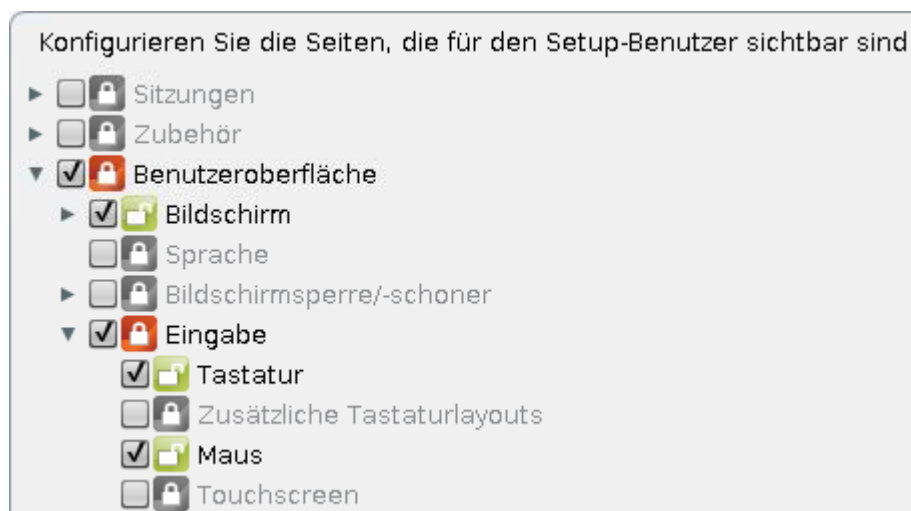 Konfigurieren Sie die Seiten, die für den Setup-Benutzer sichtbar sind
Sitzungen
Zubehör
Benutzeroberfläche
Bildschirm
Sprache
Bildschirmsperre/-schoner
Eingabe
Tastatur
Zusätzliche Tastaturlayouts
Maus
Touchscreen